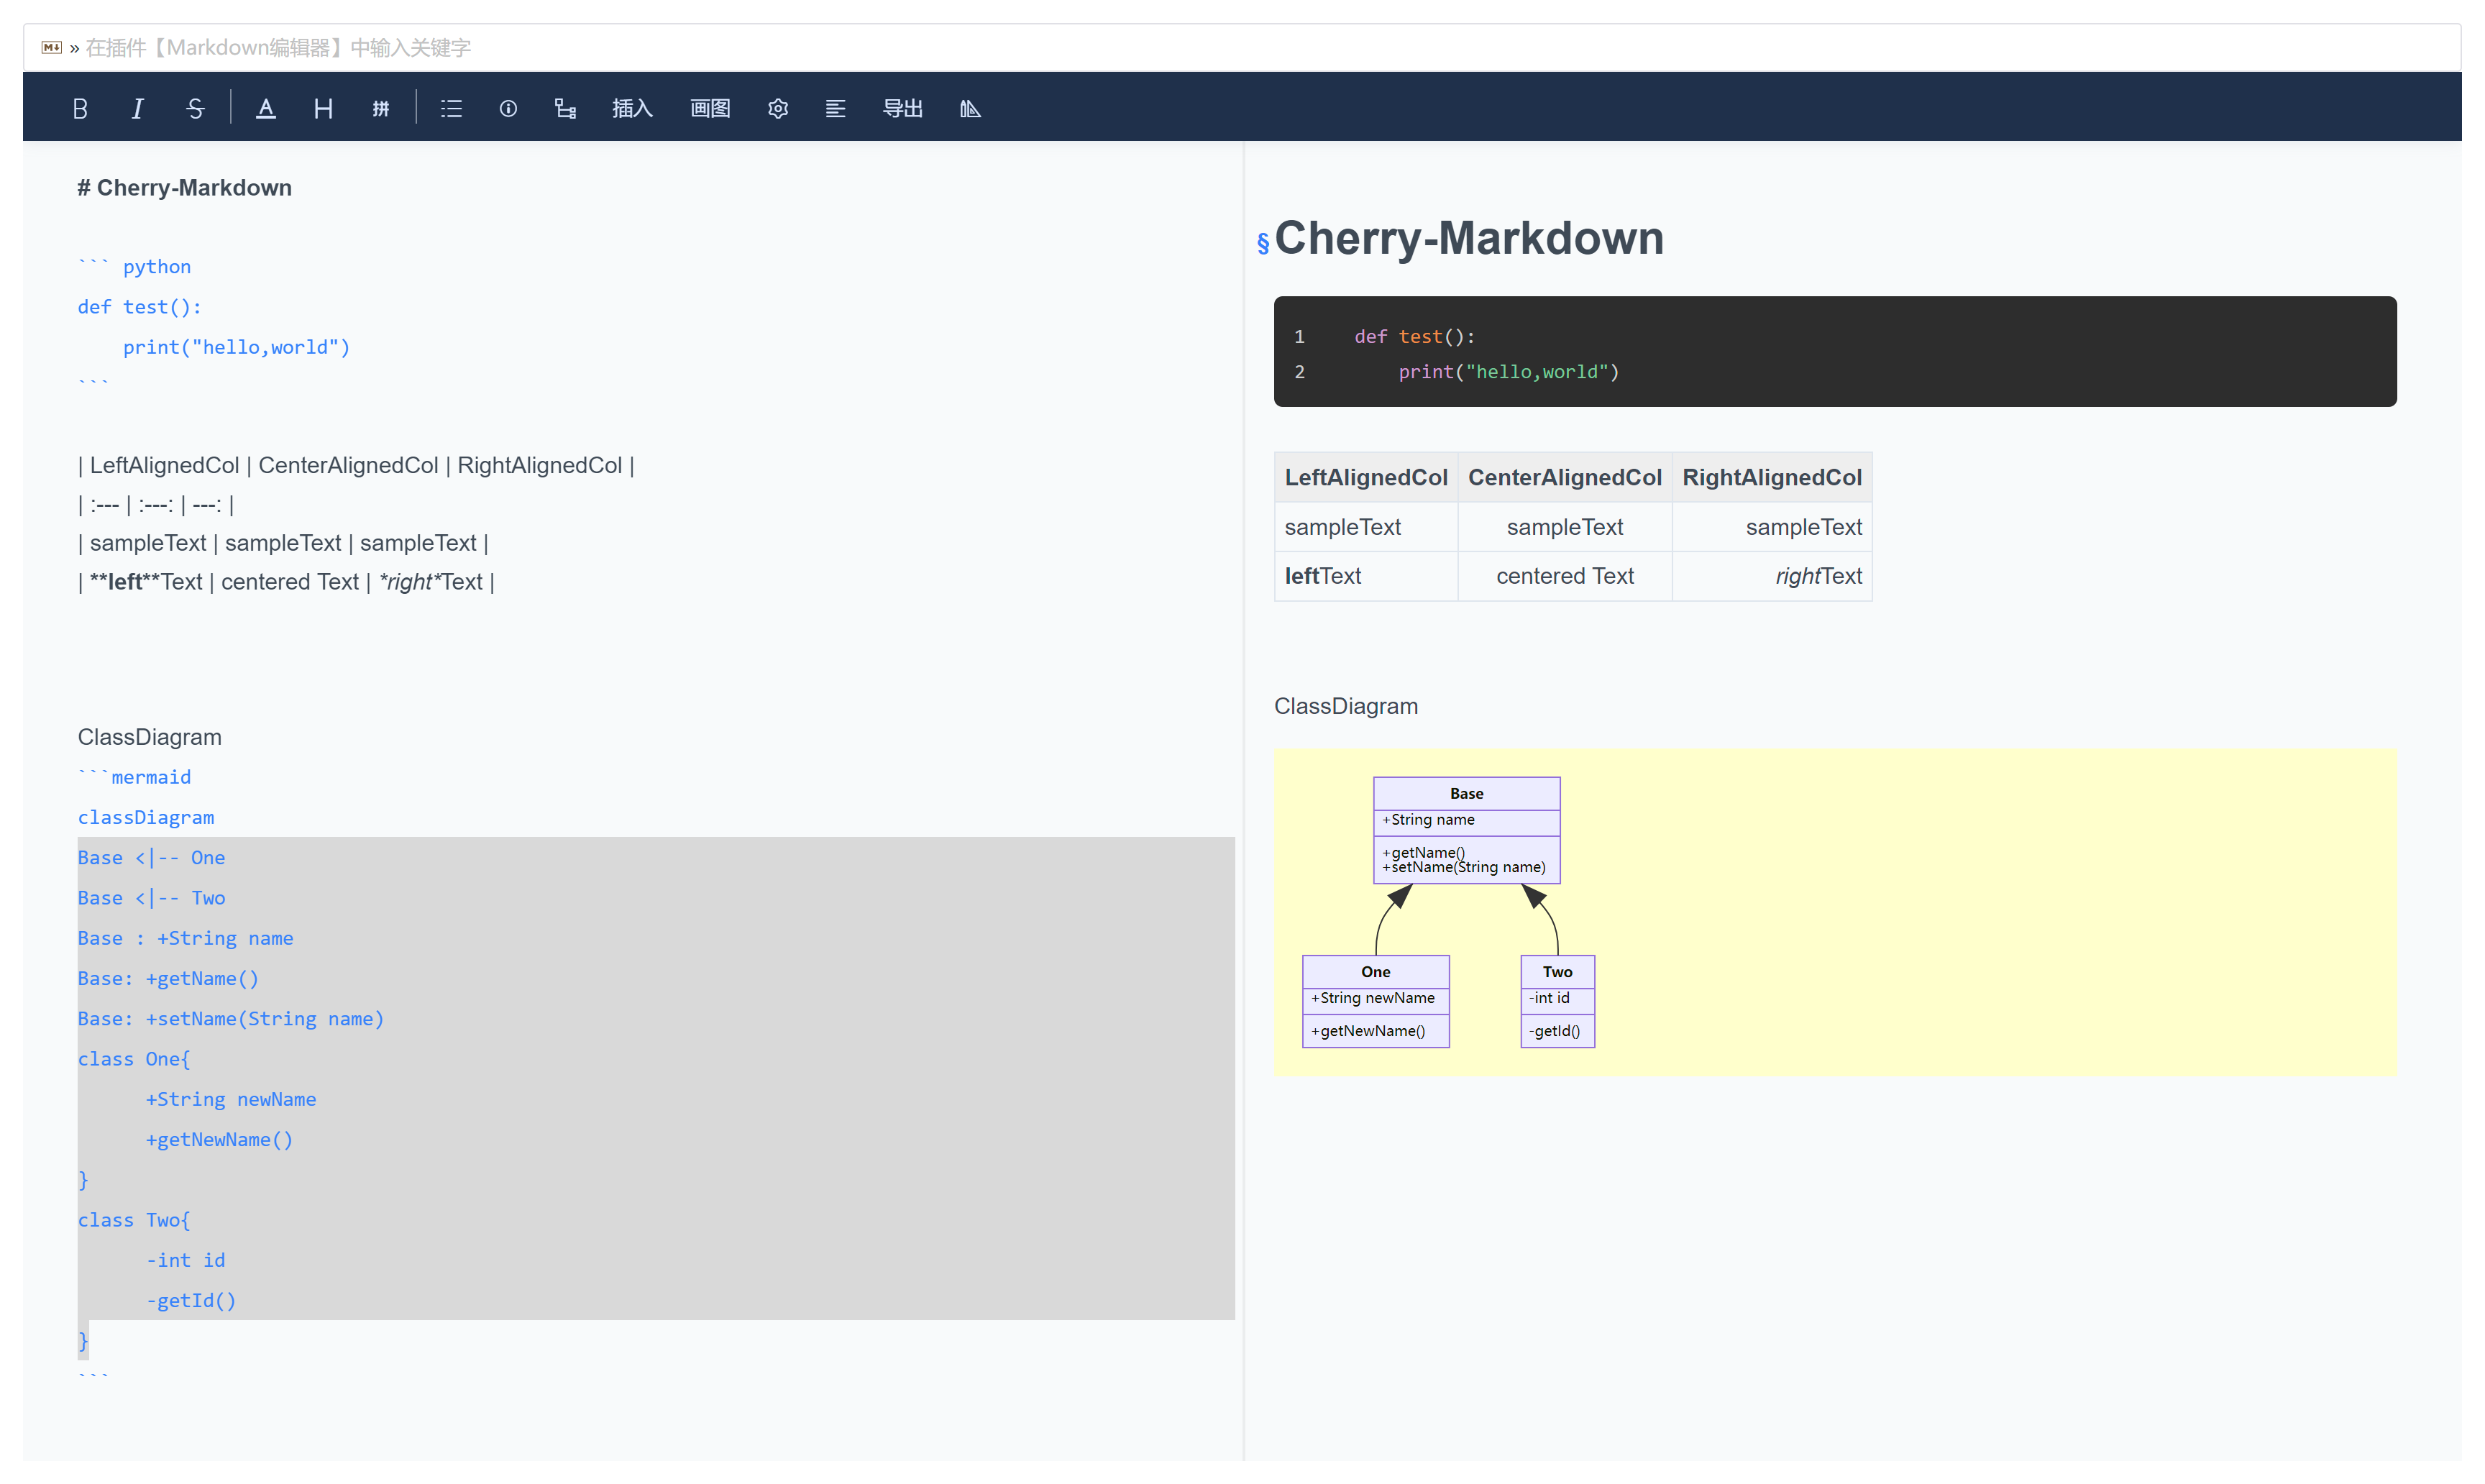 M↓ » 在插件【Markdown编辑器】中输入关键字
B I S A H 拼 插入 画图 导出
# Cherry-Markdown
``` python
def test():
    print("hello,world")
```
| LeftAlignedCol | CenterAlignedCol | RightAlignedCol |
| :--- | :---: | ---: |
| sampleText | sampleText | sampleText |
| **left**Text | centered Text | *right*Text |
ClassDiagram
```mermaid
classDiagram
Base <|-- One
Base <|-- Two
Base : +String name
Base: +getName()
Base: +setName(String name)
class One{
      +String newName
      +getNewName()
}
class Two{
      -int id
      -getId()
}
```
§ Cherry-Markdown
1 def test():
2     print("hello,world")
LeftAlignedCol CenterAlignedCol RightAlignedCol
sampleText sampleText sampleText
leftText centered Text rightText
ClassDiagram
Base
+String name
+getName()
+setName(String name)
One
+String newName
+getNewName()
Two
-int id
-getId()